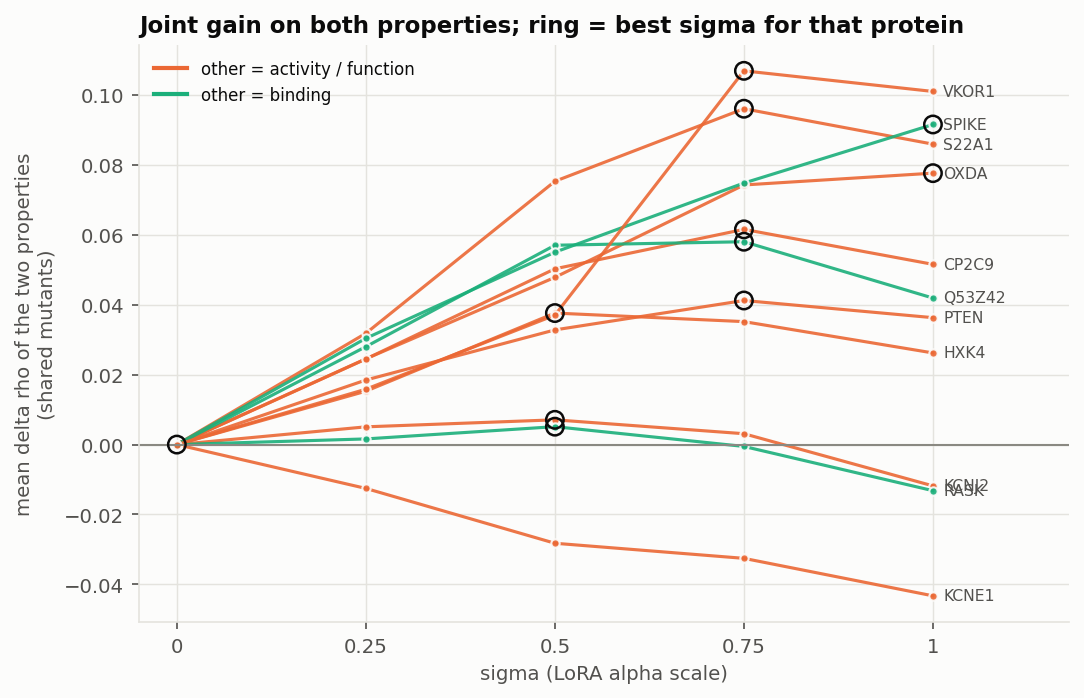 Joint gain on both properties; ring = best sigma for that protein
other = activity / function
other = binding
mean delta rho of the two properties
(shared mutants)
0.10
0.08
0.06
0.04
0.02
0.00
−0.02
−0.04
VKOR1
SPIKE
S22A1
OXDA
CP2C9
Q53Z42
PTEN
HXK4
KCNJ2
RASK
KCNE1
0
0.25
0.5
0.75
1
sigma (LoRA alpha scale)